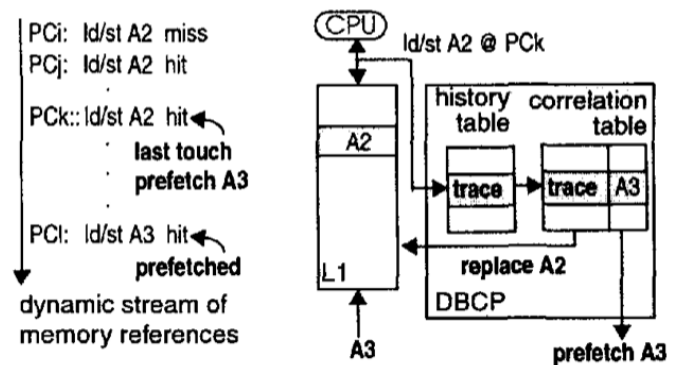 PCi: ld/st A2 miss
PCj: ld/st A2 hit
PCk:: ld/st A2 hit
last touch
prefetch A3
PCl: ld/st A3 hit
prefetched
dynamic stream of
memory references
CPU
ld/st A2 @ PCk
A2
L1
A3
history
table
correlation
table
trace
trace
A3
replace A2
DBCP
prefetch A3